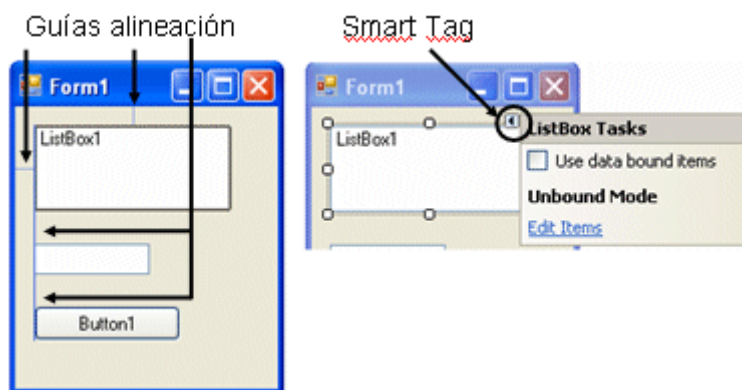 Guías alineación
Smart Tag
Form1
ListBox1
Button1
Form1
ListBox1
ListBox Tasks
Use data bound items
Unbound Mode
Edit Items